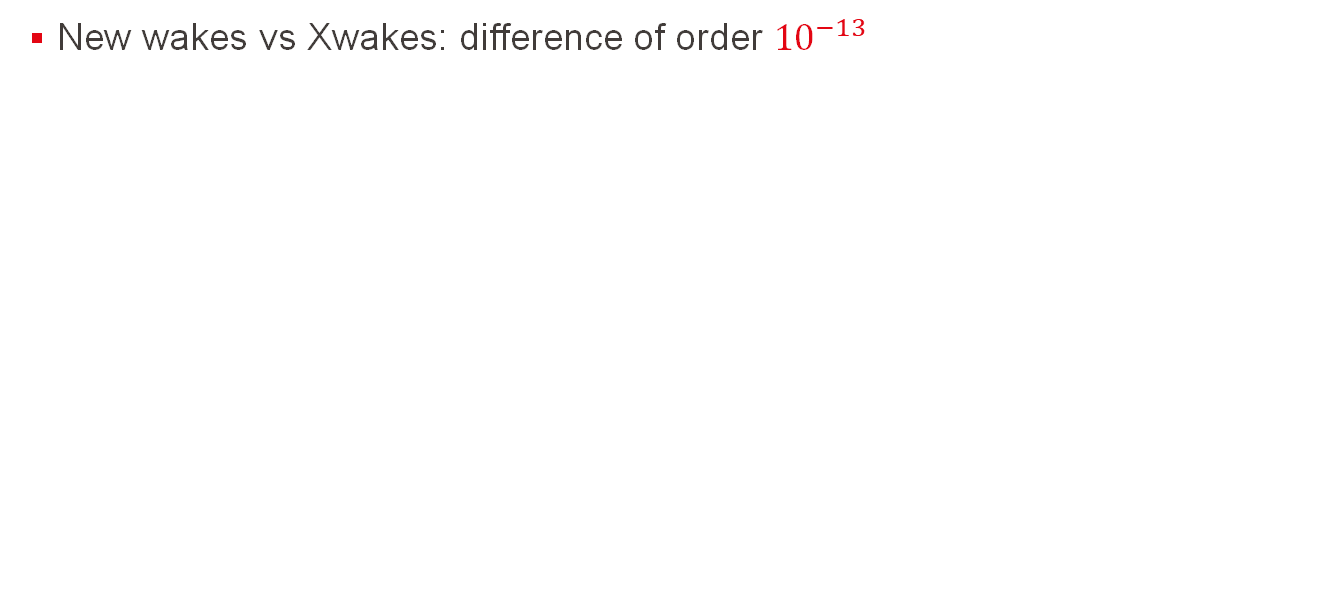 ▪ New wakes vs Xwakes: difference of order 10⁻¹³